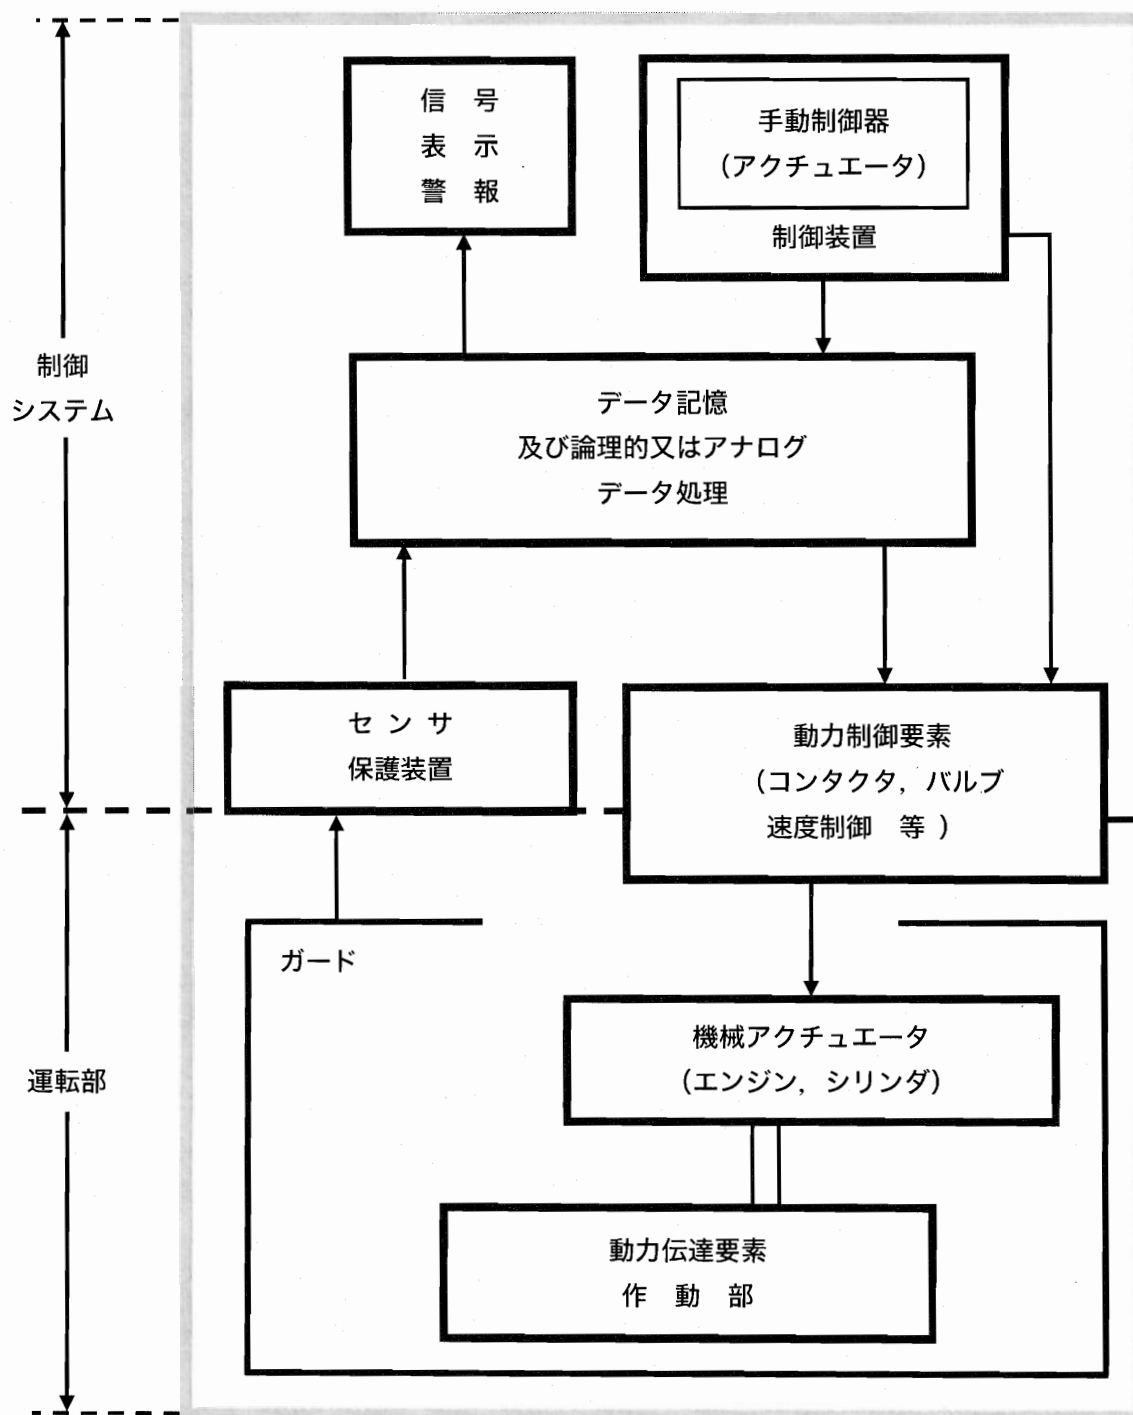 信 号
表 示
警 報
手動制御器
(アクチュエータ)
制御装置
制御
システム
データ記憶
及び論理的又はアナログ
データ処理
セ ン サ
保護装置
動力制御要素
(コンタクタ, バルブ
速度制御 等 )
ガード
機械アクチュエータ
(エンジン, シリンダ)
運転部
動力伝達要素
作 動 部